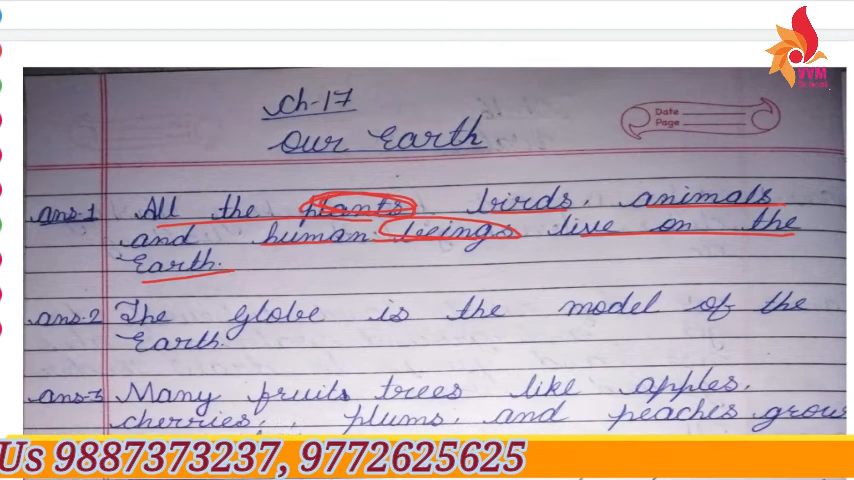 VVM
School
ch-17
Our Earth
Date
Page
ans-1 All the plants birds, animals
and human beings live on the
Earth.
ans-2 The globe is the model of the
Earth.
ans-3 Many fruits trees like apples,
cherries, plums, and peaches grow
Us 9887373237, 9772625625